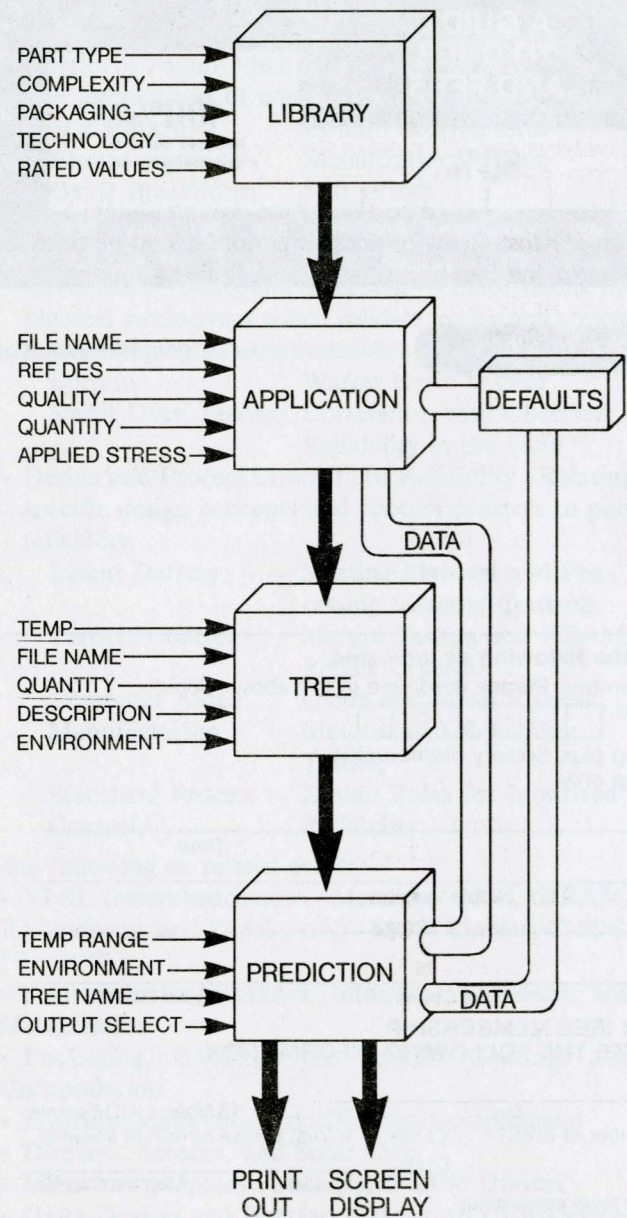 PART TYPE
COMPLEXITY
PACKAGING
TECHNOLOGY
RATED VALUES
LIBRARY
FILE NAME
REF DES
QUALITY
QUANTITY
APPLIED STRESS
APPLICATION
DEFAULTS
DATA
TEMP
FILE NAME
QUANTITY
DESCRIPTION
ENVIRONMENT
TREE
TEMP RANGE
ENVIRONMENT
TREE NAME
OUTPUT SELECT
PREDICTION
DATA
PRINT OUT
SCREEN DISPLAY